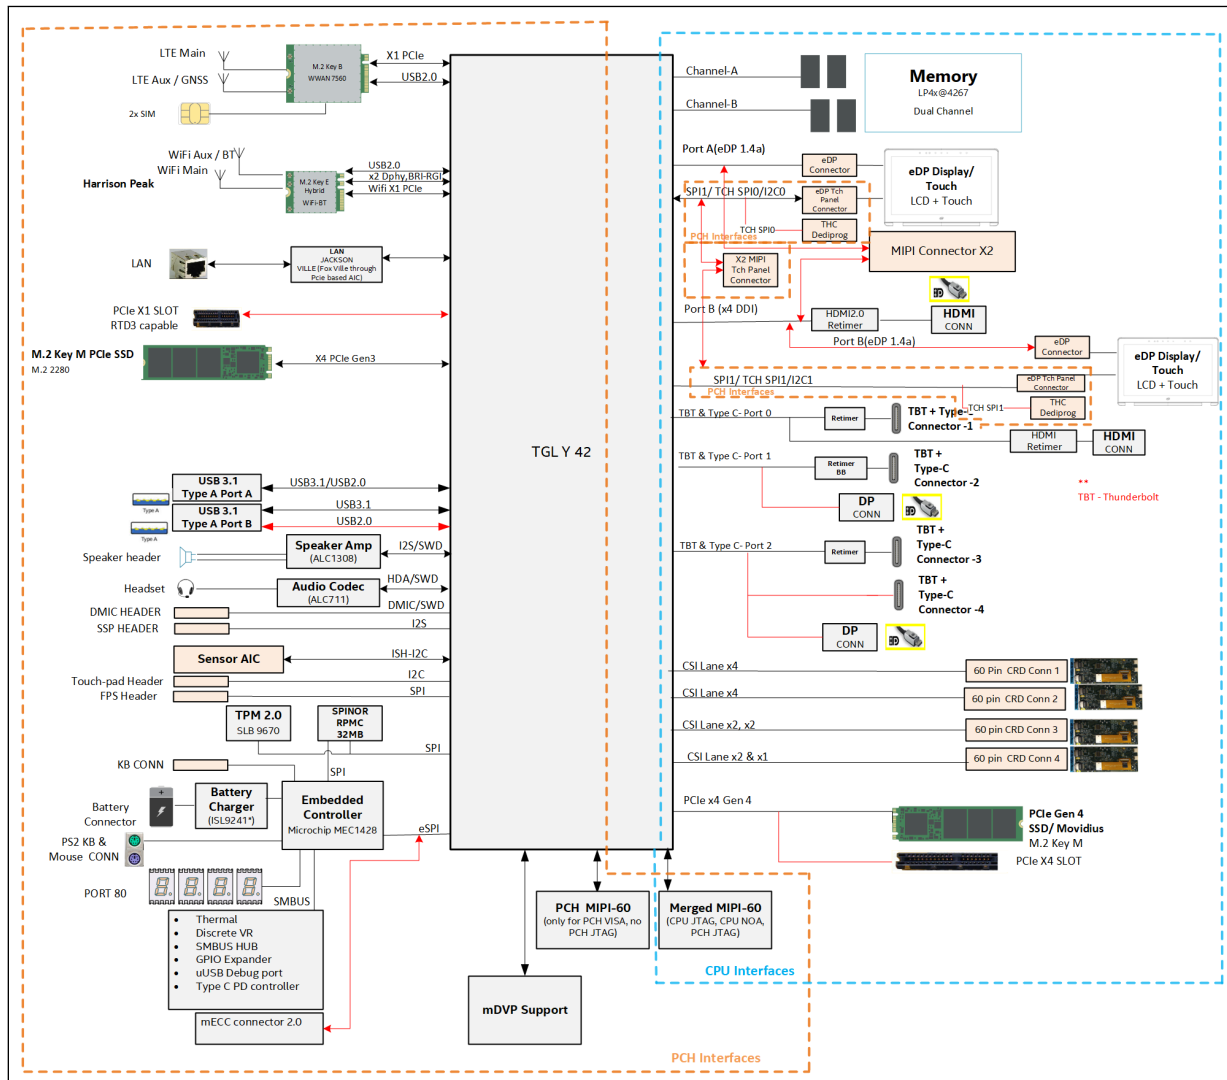 LTE Main
LTE Aux / GNSS
2x SIM
M.2 Key B
WWAN 7560
X1 PCIe
USB2.0
WiFi Aux / BT
WiFi Main
Harrison Peak
M.2 Key E
Hybrid
WiFi-BT
USB2.0
x2 Dphy,BRI-RGI
Wifi X1 PCIe
LAN
LAN
JACKSON
VILLE (Fox Ville through
Pcie based AIC)
PCIe X1 SLOT
RTD3 capable
M.2 Key M PCIe SSD
M.2 2280
X4 PCIe Gen3
USB 3.1
Type A Port A
USB3.1/USB2.0
Type A
USB 3.1
Type A Port B
USB3.1
USB2.0
Type A
Speaker header
Speaker Amp
(ALC1308)
I2S/SWD
Headset
Audio Codec
(ALC711)
HDA/SWD
DMIC HEADER
DMIC/SWD
SSP HEADER
I2S
Sensor AIC
ISH-I2C
Touch-pad Header
I2C
FPS Header
SPI
TPM 2.0
SLB 9670
SPINOR
RPMC
32MB
SPI
SPI
KB CONN
Battery
Connector
Battery
Charger
(ISL9241*)
Embedded
Controller
Microchip MEC1428
eSPI
PS2 KB &
Mouse CONN
PORT 80
SMBUS
• Thermal
• Discrete VR
• SMBUS HUB
• GPIO Expander
• uUSB Debug port
• Type C PD controller
mECC connector 2.0
TGL Y 42
mDVP Support
PCH MIPI-60
(only for PCH VISA, no
PCH JTAG)
Merged MIPI-60
(CPU JTAG, CPU NOA,
PCH JTAG)
CPU Interfaces
PCH Interfaces
Channel-A
Channel-B
Memory
LP4x@4267
Dual Channel
Port A(eDP 1.4a)
eDP
Connector
eDP Display/
Touch
LCD + Touch
SPI1/ TCH SPI0/I2C0
eDP Tch
Panel
Connector
TCH SPI0
THC
Dediprog
PCH Interfaces
X2 MIPI
Tch Panel
Connector
MIPI Connector X2
Port B (x4 DDI)
HDMI2.0
Retimer
HDMI
CONN
Port B(eDP 1.4a)
eDP
Connector
eDP Display/
Touch
LCD + Touch
SPI1/ TCH SPI1/I2C1
eDP Tch Panel
Connector
PCH Interfaces
TCH SPI1
THC
Dediprog
TBT & Type C- Port 0
Retimer
TBT + Type-
Connector -1
HDMI
Retimer
HDMI
CONN
TBT & Type C- Port 1
Retimer
BB
TBT +
Type-C
Connector -2
DP
CONN
**
TBT - Thunderbolt
TBT & Type C- Port 2
Retimer
TBT +
Type-C
Connector -3
TBT +
Type-C
Connector -4
DP
CONN
CSI Lane x4
60 Pin CRD Conn 1
CSI Lane x4
60 pin CRD Conn 2
CSI Lane x2, x2
60 pin CRD Conn 3
CSI Lane x2 & x1
60 pin CRD Conn 4
PCIe x4 Gen 4
PCIe Gen 4
SSD/ Movidius
M.2 Key M
PCIe X4 SLOT